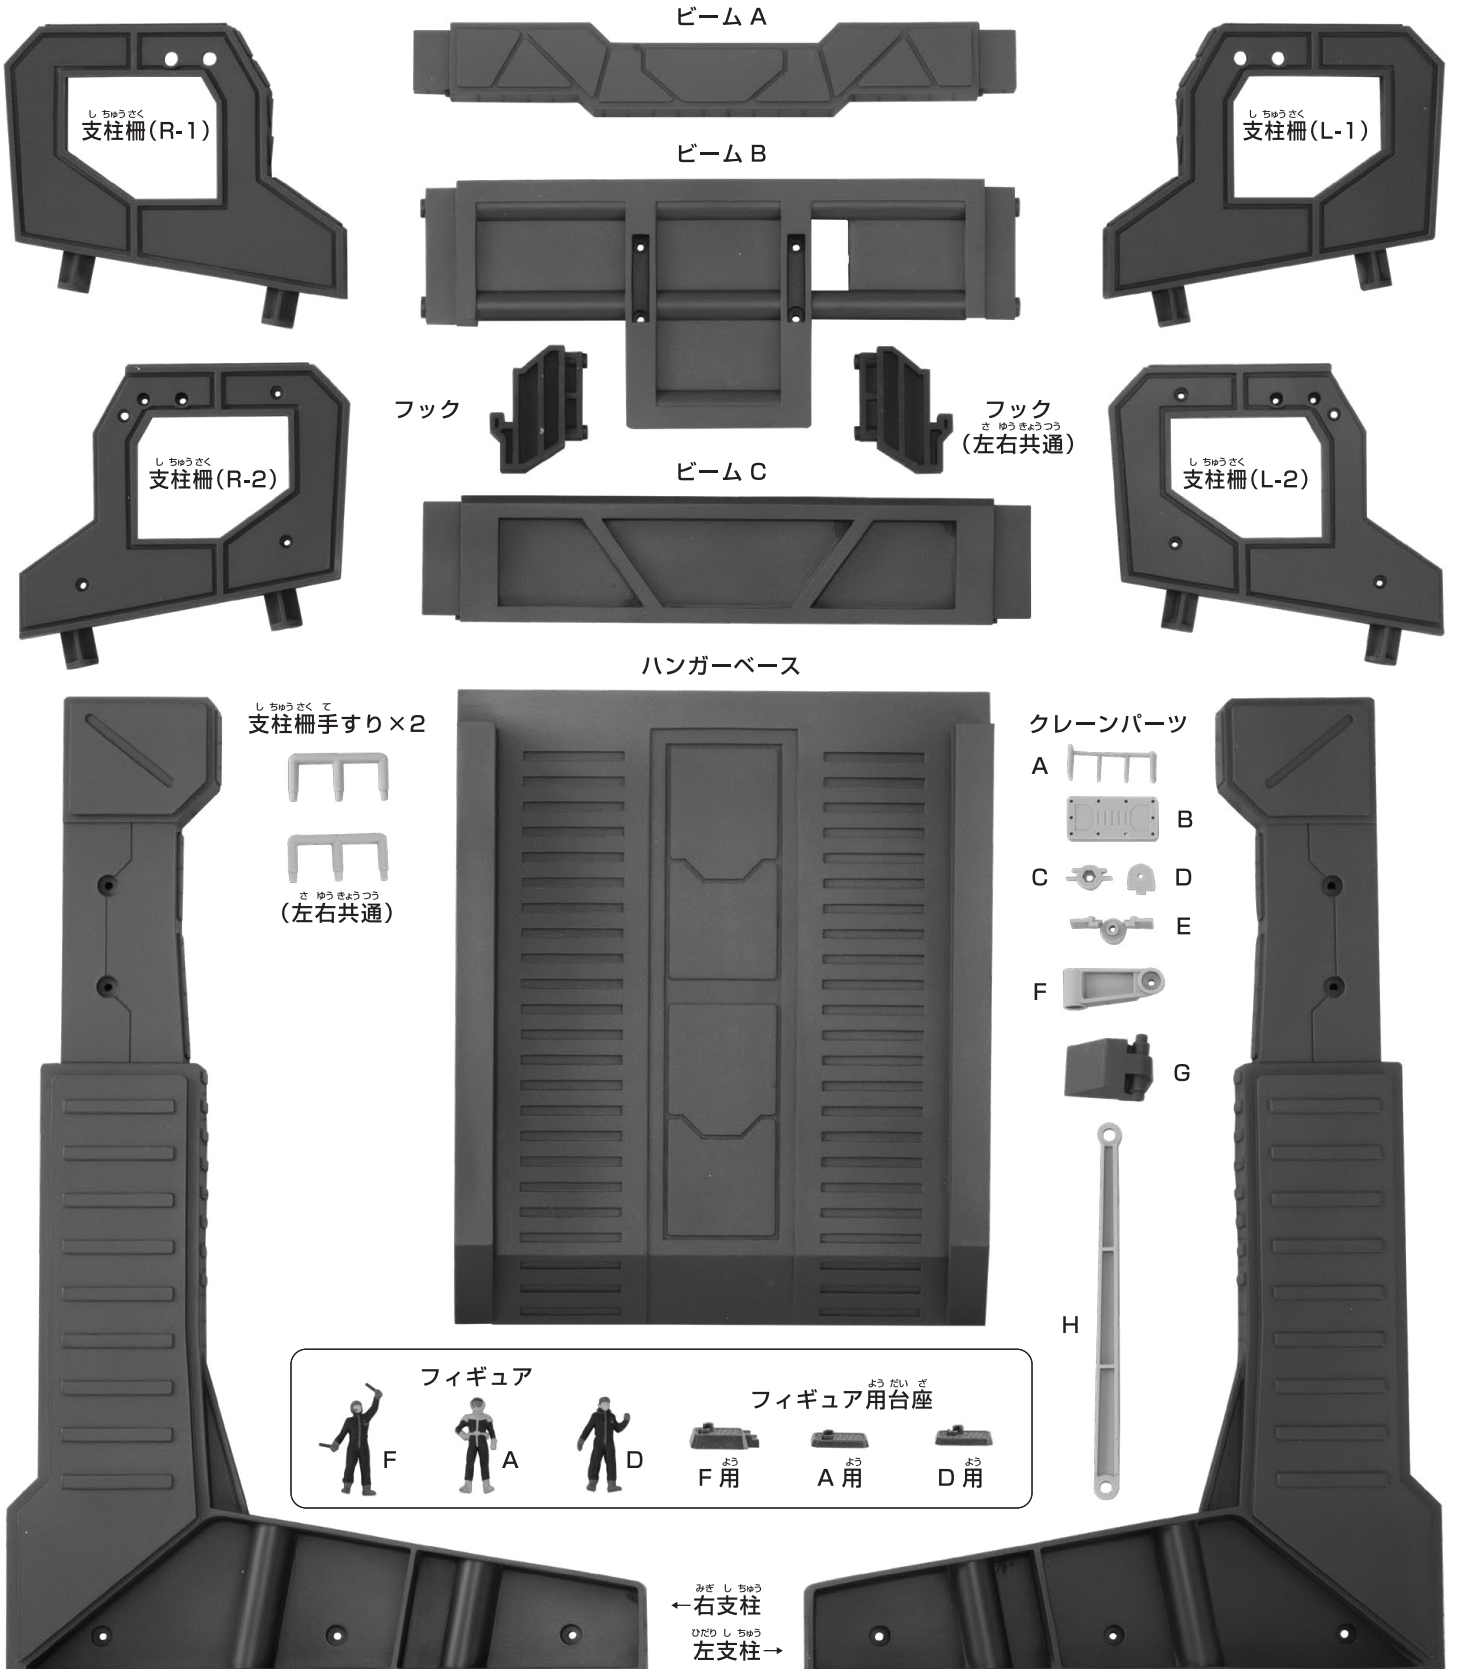 ビーム A
支柱柵(R-1)
しちゅうさく
支柱柵(L-1)
しちゅうさく
ビーム B
フック
フック
(左右共通)
さゆうきょうつう
支柱柵(R-2)
しちゅうさく
支柱柵(L-2)
しちゅうさく
ビーム C
ハンガーベース
しちゅうさくて
支柱柵手すり×2
さゆうきょうつう
(左右共通)
クレーンパーツ
A
B
C
D
E
F
G
H
フィギュア
F
A
D
ようだいざ
フィギュア用台座
よう
F 用
よう
A 用
よう
D 用
みぎしちゅう
←右支柱
ひだりしちゅう
左支柱→